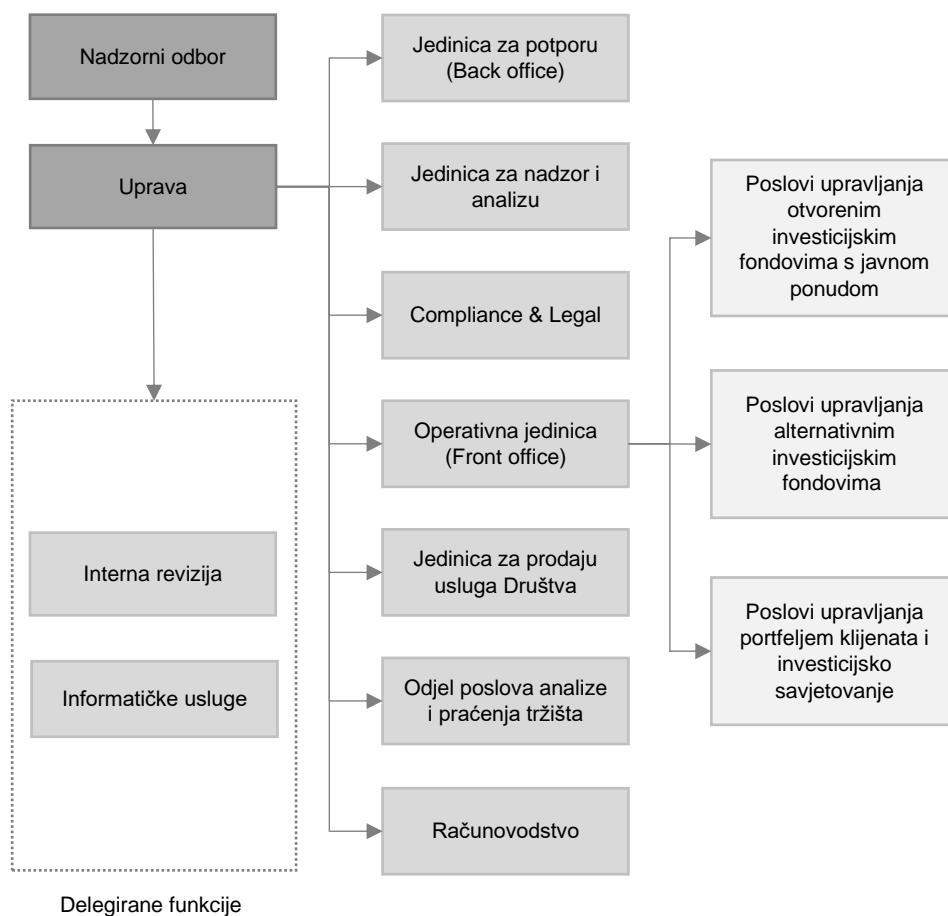 Nadzorni odbor
Uprava
Interna revizija
Informatičke usluge
Delegirane funkcije
Jedinica za potporu
(Back office)
Jedinica za nadzor i
analizu
Compliance & Legal
Operativna jedinica
(Front office)
Jedinica za prodaju
usluga Društva
Odjel poslova analize
i praćenja tržišta
Računovodstvo
Poslovi upravljanja
otvorenim
investicijskim
fondovima s javnom
ponudom
Poslovi upravljanja
alternativnim
investicijskim
fondovima
Poslovi upravljanja
portfeljem klijenata i
investicijsko
savjetovanje